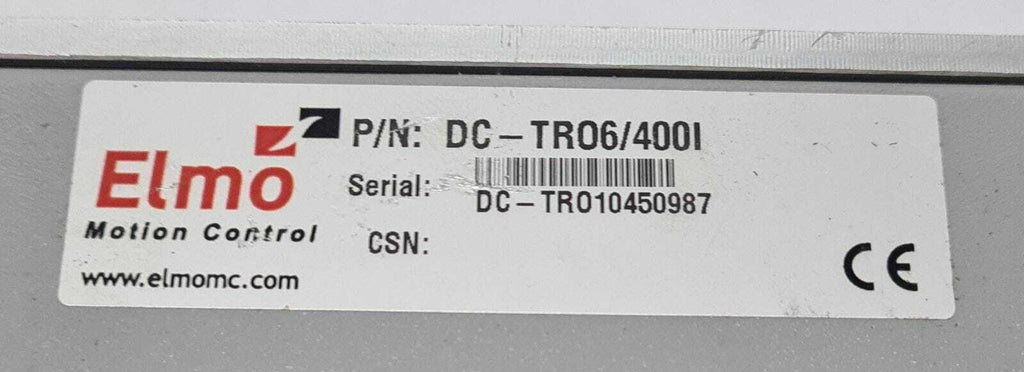 Elmo
Motion Control
www.elmomc.com
P/N: DC-TRO6/400I
Serial:
DC-TRO10450987
CSN:
CE